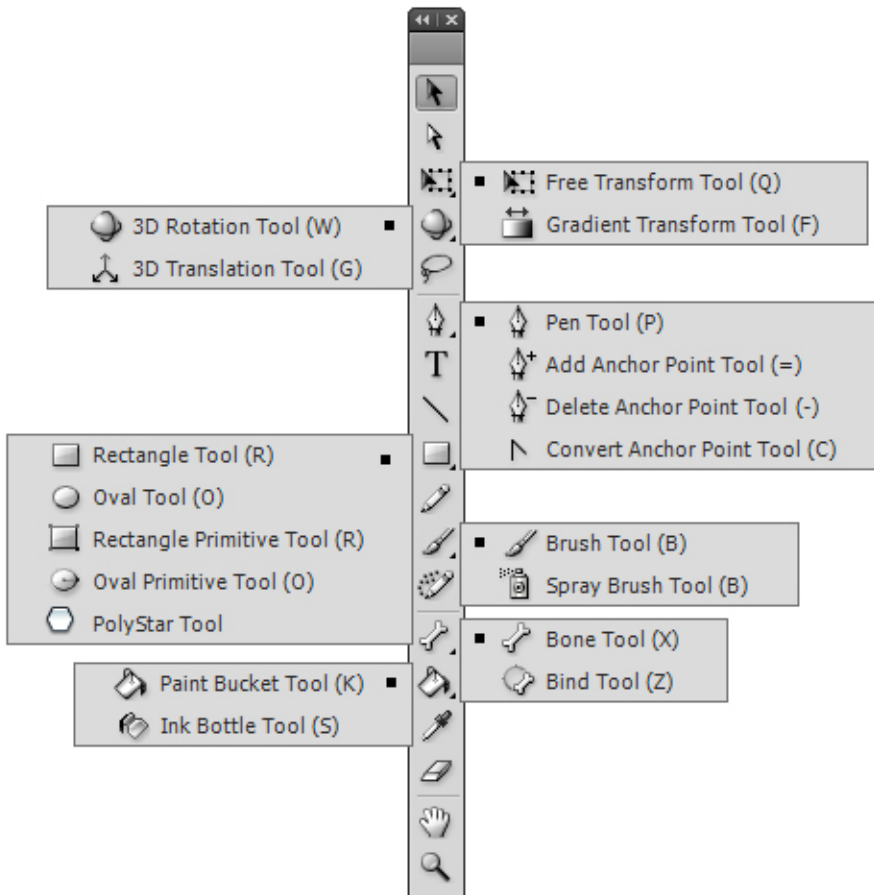 Free Transform Tool (Q)
Gradient Transform Tool (F)
3D Rotation Tool (W)
3D Translation Tool (G)
Pen Tool (P)
Add Anchor Point Tool (=)
Delete Anchor Point Tool (-)
Convert Anchor Point Tool (C)
T
Rectangle Tool (R)
Oval Tool (O)
Rectangle Primitive Tool (R)
Oval Primitive Tool (O)
PolyStar Tool
Brush Tool (B)
Spray Brush Tool (B)
Bone Tool (X)
Bind Tool (Z)
Paint Bucket Tool (K)
Ink Bottle Tool (S)